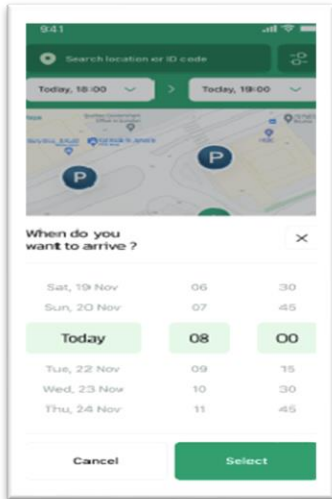 9:41
Search location or ID code
Today, 18:00 > Today, 19:00
P
P
When do you
want to arrive ?
Sat, 19 Nov 06 30
Sun, 20 Nov 07 45
Today 08 00
Tue, 22 Nov 09 15
Wed, 23 Nov 10 30
Thu, 24 Nov 11 45
Cancel Select